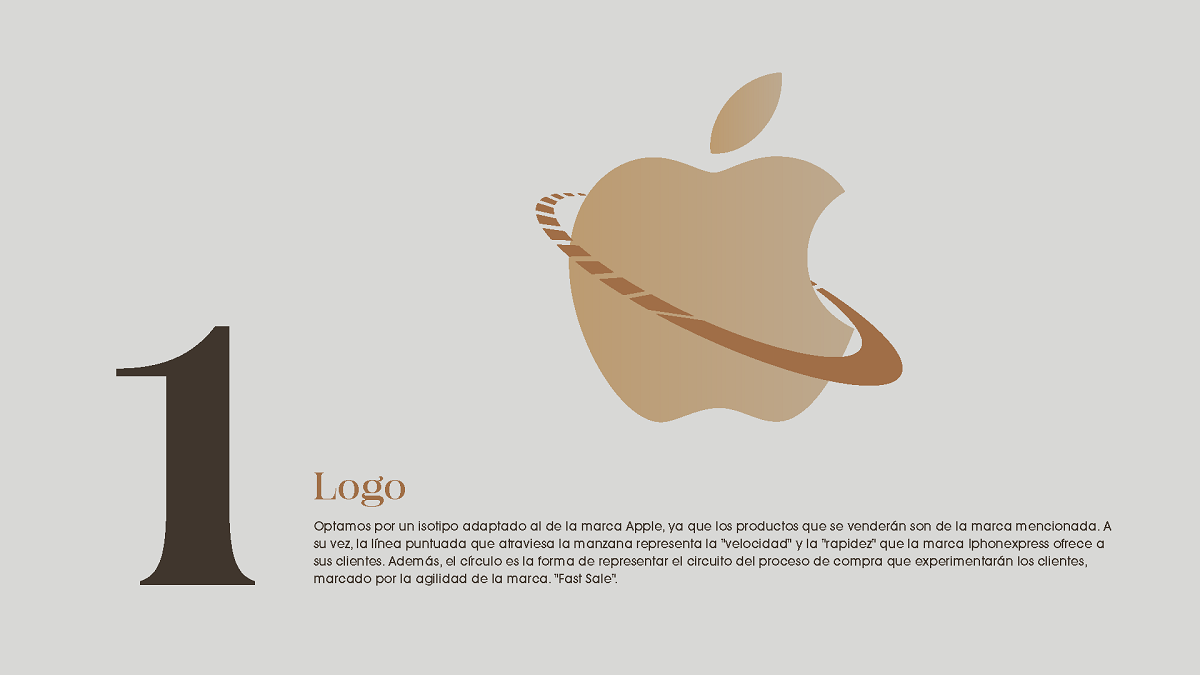 1
Logo
Optamos por un isotipo adaptado al de la marca Apple, ya que los productos que se venderán son de la marca mencionada. A
su vez, la línea puntuada que atraviesa la manzana representa la "velocidad" y la "rapidez" que la marca Iphonexpress ofrece a
sus clientes. Además, el círculo es la forma de representar el circuito del proceso de compra que experimentarán los clientes,
marcado por la agilidad de la marca. "Fast Sale".